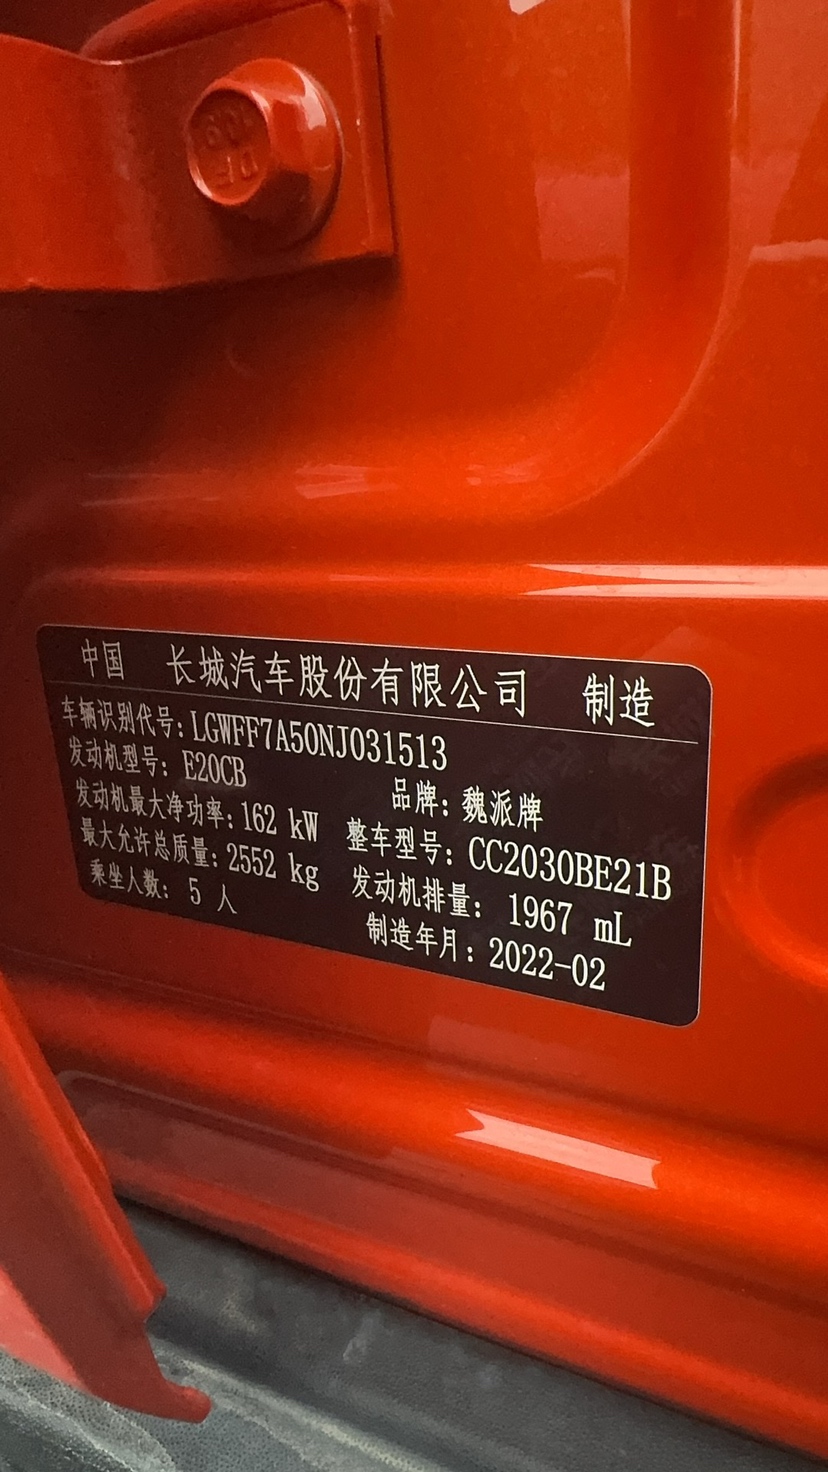 中国 长城汽车股份有限公司 制造
车辆识别代号: LGWFF7A50NJ031513
发动机型号: E20CB 品牌: 魏派牌
发动机最大净功率: 162 kW 整车型号: CC2030BE21B
最大允许总质量: 2552 kg 发动机排量: 1967 mL
乘坐人数: 5 人 制造年月: 2022-02